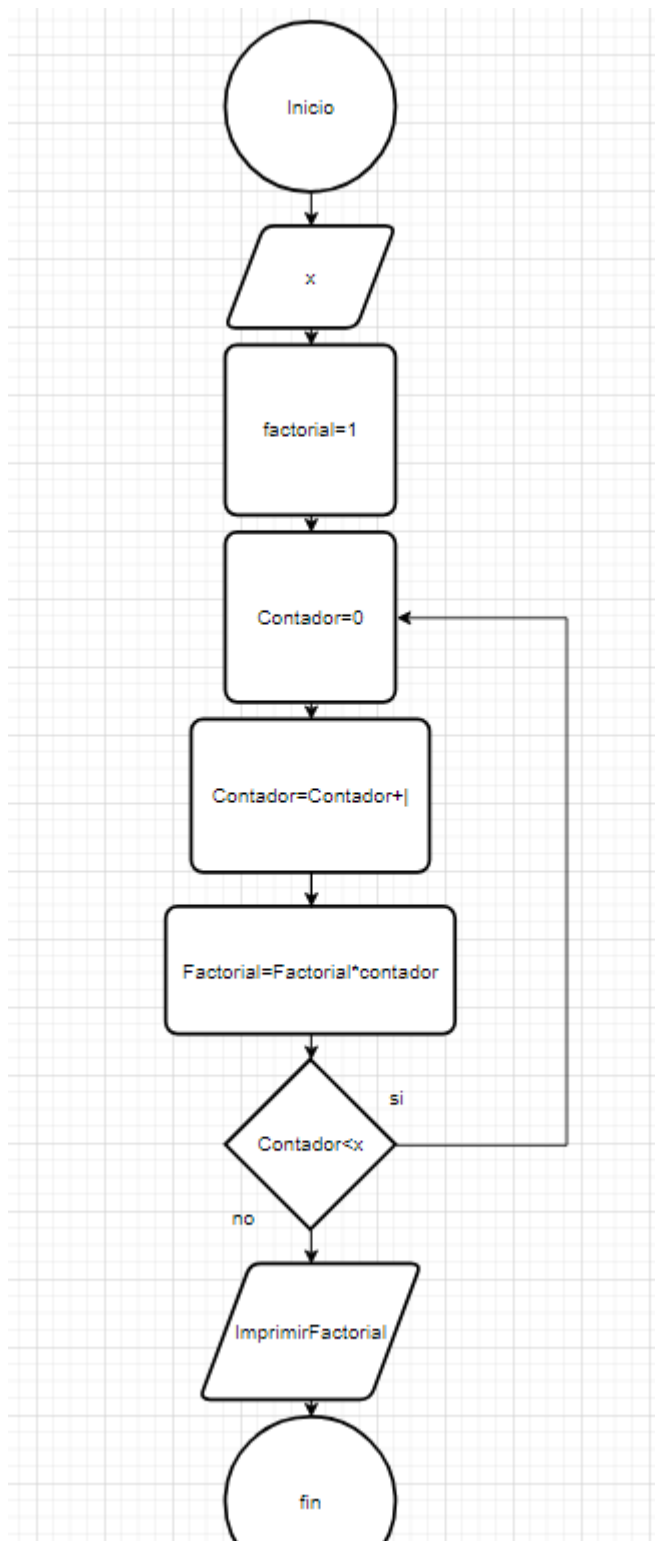 Inicio
x
factorial=1
Contador=0
Contador=Contador+|
Factorial=Factorial*contador
si
Contador<x
no
ImprimirFactorial
fin